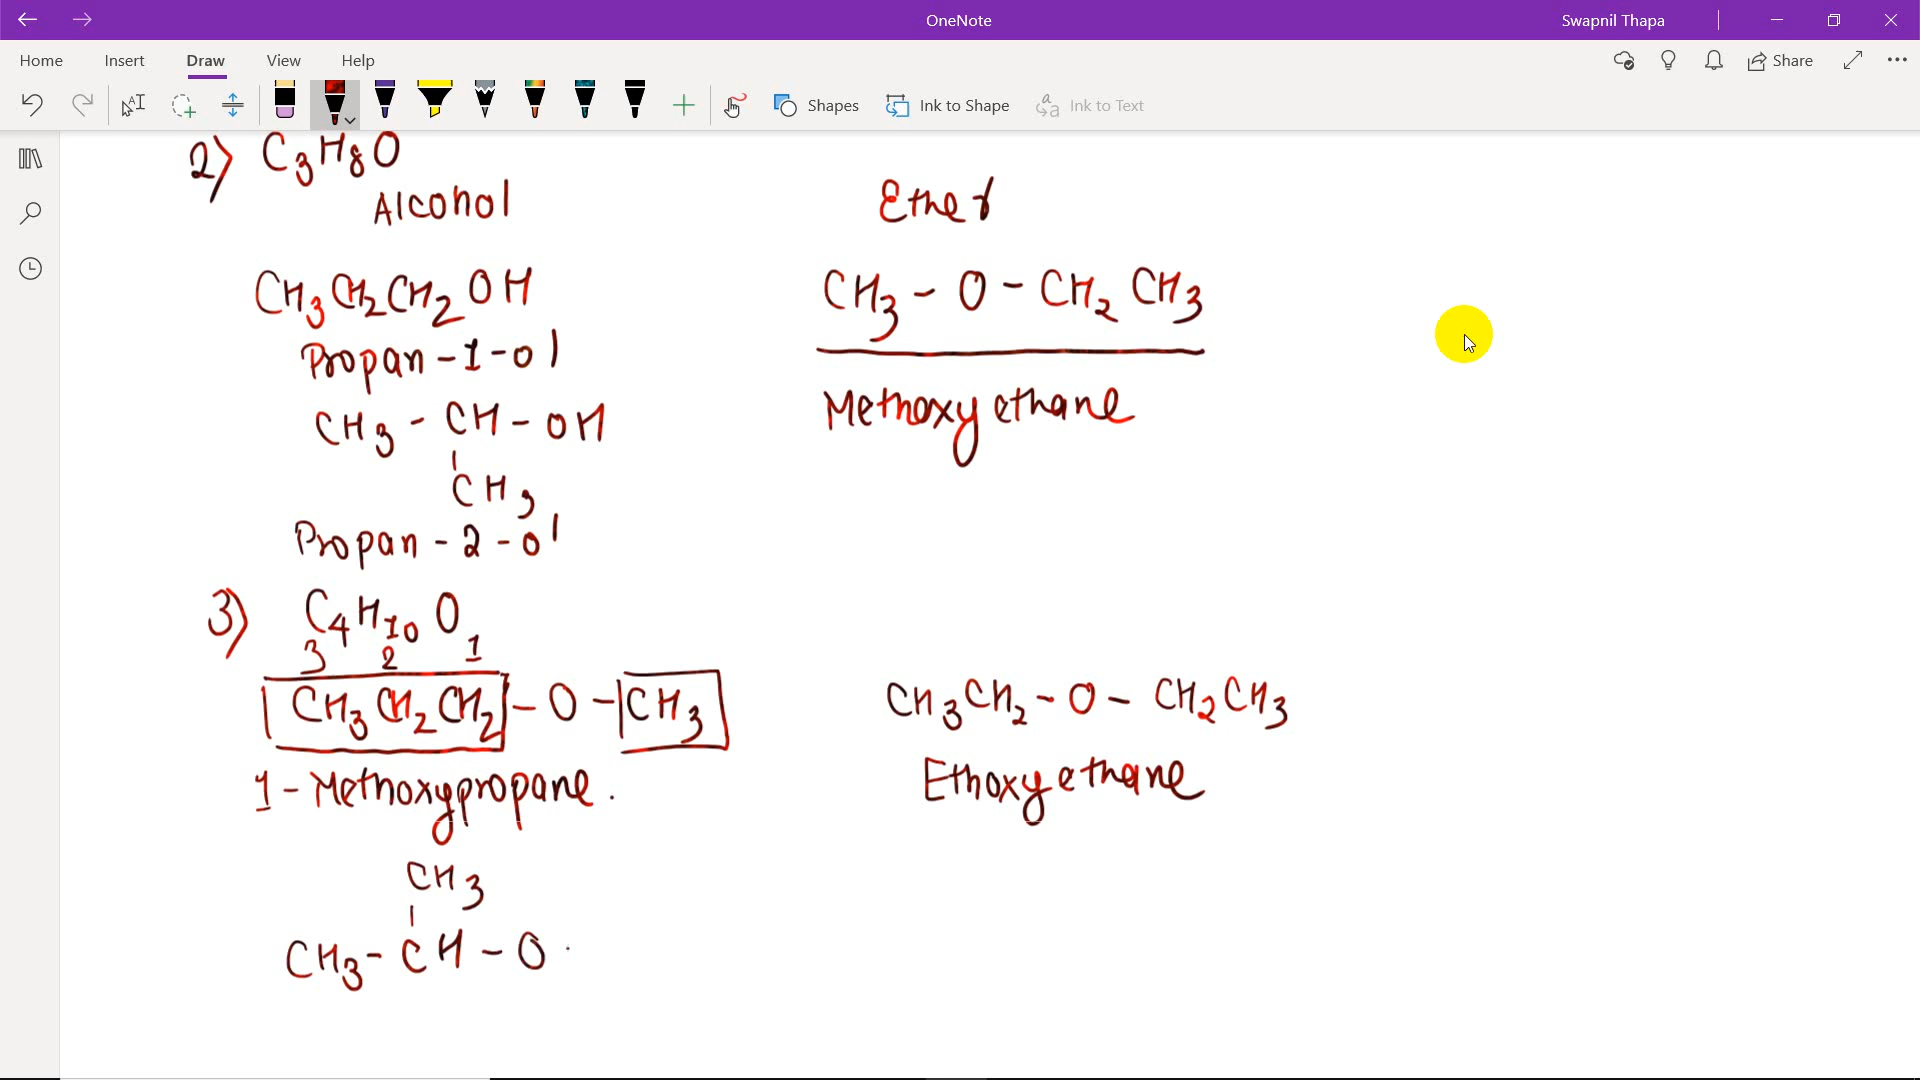 OneNote
Swapnil Thapa
Home Insert Draw View Help
Share
Shapes Ink to Shape Ink to Text
2) C3H8O
Alcohol
Ether
CH3CH2CH2OH
CH3 - O - CH2 CH3
Propan-1-ol
Methoxyethane
CH3 - CH - OH
CH3
Propan-2-ol
3) C4H10O
3 2 1
CH3CH2CH2 - O - CH3
CH3CH2 - O - CH2CH3
1-Methoxypropane.
Ethoxyethane
CH3
CH3 - CH - O